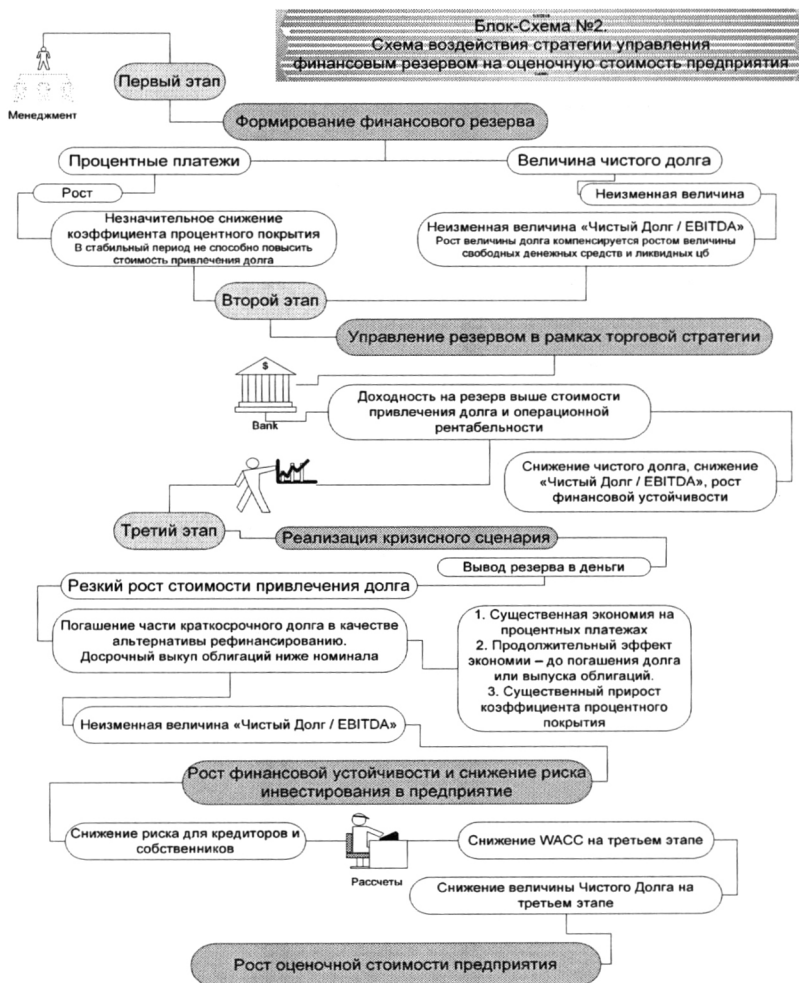 Блок-Схема №2.
Схема воздействия стратегии управления
финансовым резервом на оценочную стоимость предприятия
Менеджмент
Первый этап
Формирование финансового резерва
Процентные платежи
Величина чистого долга
Рост
Неизменная величина
Незначительное снижение
коэффициента процентного покрытия
В стабильный период не способно повысить
стоимость привлечения долга
Неизменная величина «Чистый Долг / EBITDA»
Рост величины долга компенсируется ростом величины
свободных денежных средств и ликвидных цб
Второй этап
Управление резервом в рамках торговой стратегии
$
Bank
Доходность на резерв выше стоимости
привлечения долга и операционной
рентабельности
Снижение чистого долга, снижение
«Чистый Долг / EBITDA», рост
финансовой устойчивости
Третий этап
Реализация кризисного сценария
Вывод резерва в деньги
Резкий рост стоимости привлечения долга
Погашение части краткосрочного долга в качестве
альтернативы рефинансированию.
Досрочный выкуп облигаций ниже номинала
1. Существенная экономия на
процентных платежах
2. Продолжительный эффект
экономии – до погашения долга
или выпуска облигаций.
3. Существенный прирост
коэффициента процентного
покрытия
Неизменная величина «Чистый Долг / EBITDA»
Рост финансовой устойчивости и снижение риска
инвестирования в предприятие
Снижение риска для кредиторов и
собственников
Рассчеты
Снижение WACC на третьем этапе
Снижение величины Чистого Долга на
третьем этапе
Рост оценочной стоимости предприятия